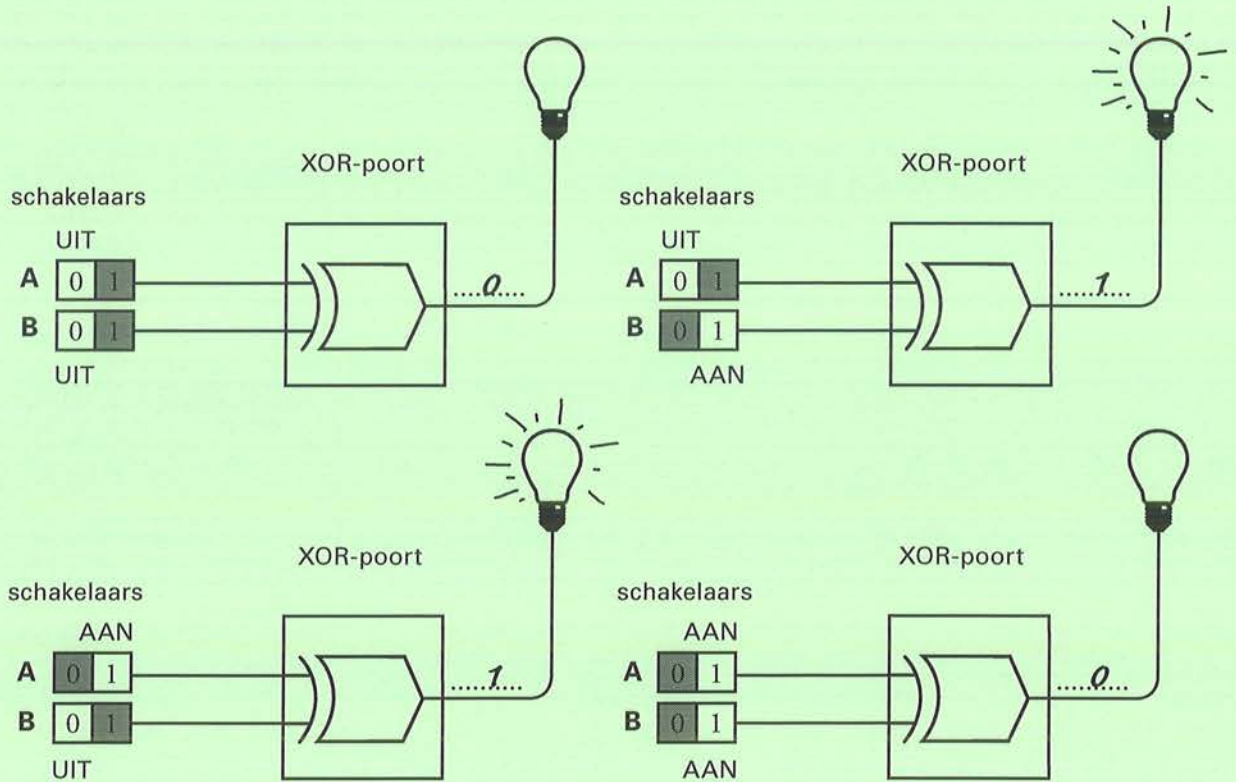 XOR-poort
schakelaars
UIT
A 0 1
B 0 1
UIT
0
XOR-poort
schakelaars
UIT
A 0 1
B 0 1
AAN
1
XOR-poort
schakelaars
AAN
A 0 1
B 0 1
UIT
1
XOR-poort
schakelaars
AAN
A 0 1
B 0 1
AAN
0